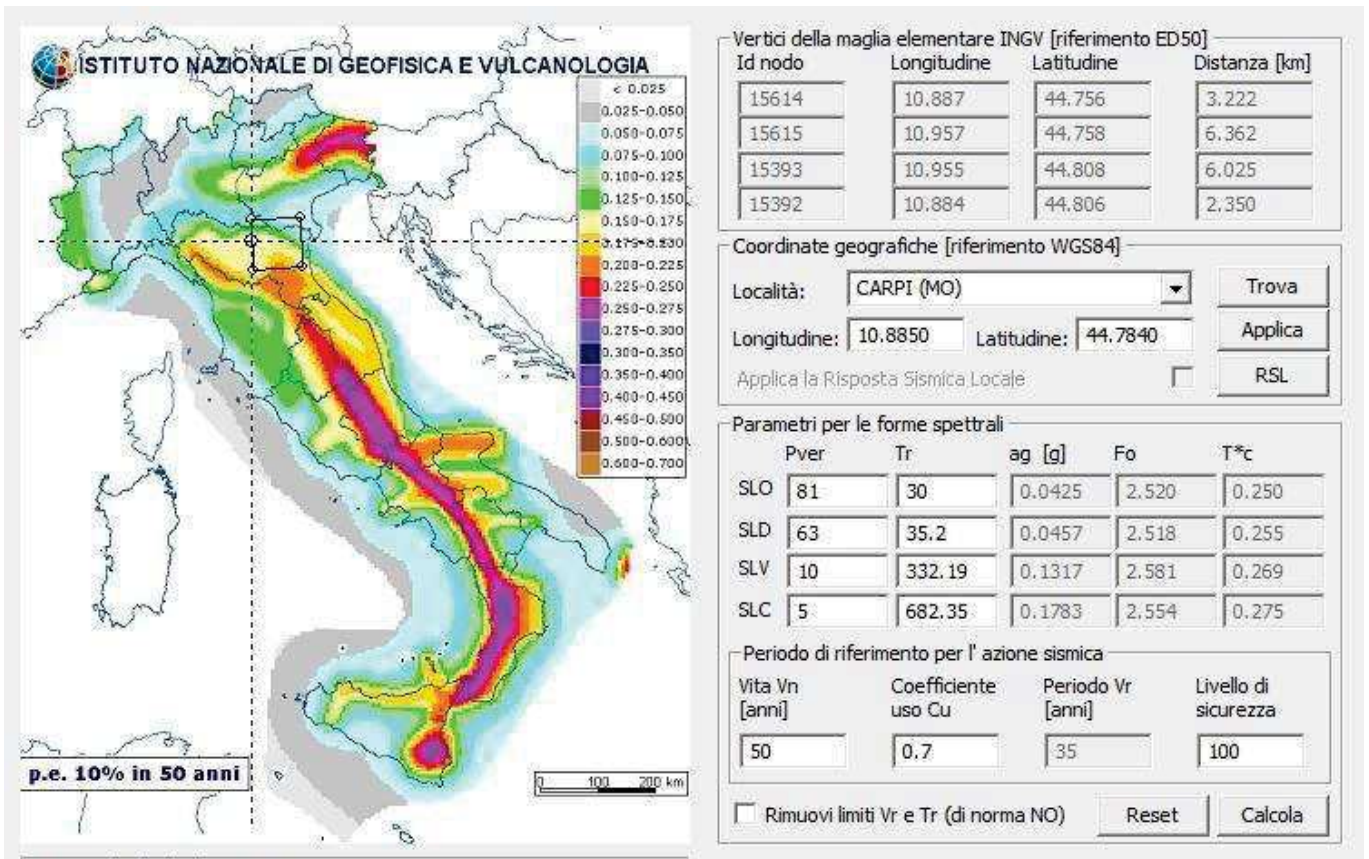 ISTITUTO NAZIONALE DI GEOFISICA E VULCANOLOGIA
< 0.025
0.025-0.050
0.050-0.075
0.075-0.100
0.100-0.125
0.125-0.150
0.150-0.175
0.175-0.200
0.200-0.225
0.225-0.250
0.250-0.275
0.275-0.300
0.300-0.350
0.350-0.400
0.400-0.450
0.450-0.500
0.500-0.600
0.600-0.700
p.e. 10% in 50 anni
0 100 200 km
Vertici della maglia elementare INGV [riferimento ED50]
Id nodo Longitudine Latitudine Distanza [km]
15614 10.887 44.756 3.222
15615 10.957 44.758 6.362
15393 10.955 44.808 6.025
15392 10.884 44.806 2.350
Coordinate geografiche [riferimento WGS84]
Località: CARPI (MO) Trova
Longitudine: 10.8850 Latitudine: 44.7840 Applica
Applica la Risposta Sismica Locale RSL
Parametri per le forme spettrali
Pver Tr ag [g] Fo T*c
SLO 81 30 0.0425 2.520 0.250
SLD 63 35.2 0.0457 2.518 0.255
SLV 10 332.19 0.1317 2.581 0.269
SLC 5 682.35 0.1783 2.554 0.275
Periodo di riferimento per l' azione sismica
Vita Vn Coefficiente Periodo Vr Livello di
[anni] uso Cu [anni] sicurezza
50 0.7 35 100
Rimuovi limiti Vr e Tr (di norma NO) Reset Calcola